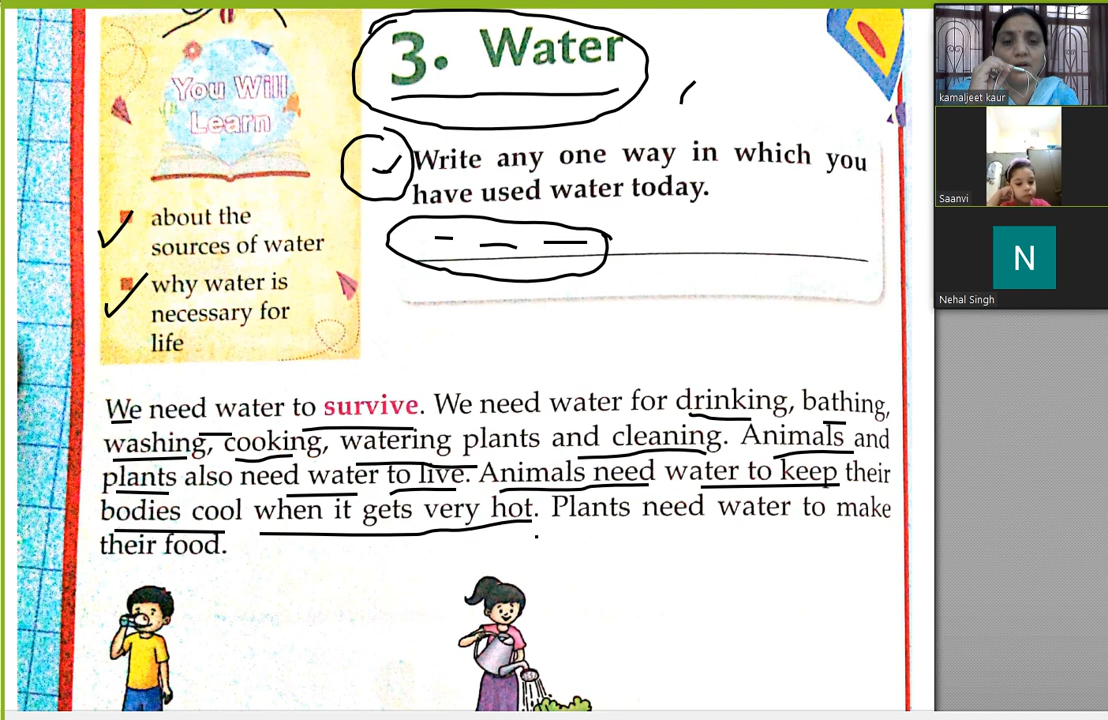 You Will
Learn
about the
sources of water
why water is
necessary for
life
3. Water
Write any one way in which you
have used water today.
We need water to survive. We need water for drinking, bathing,
washing, cooking, watering plants and cleaning. Animals and
plants also need water to live. Animals need water to keep their
bodies cool when it gets very hot. Plants need water to make
their food.
kamaljeet kaur
Saanvi
N
Nehal Singh